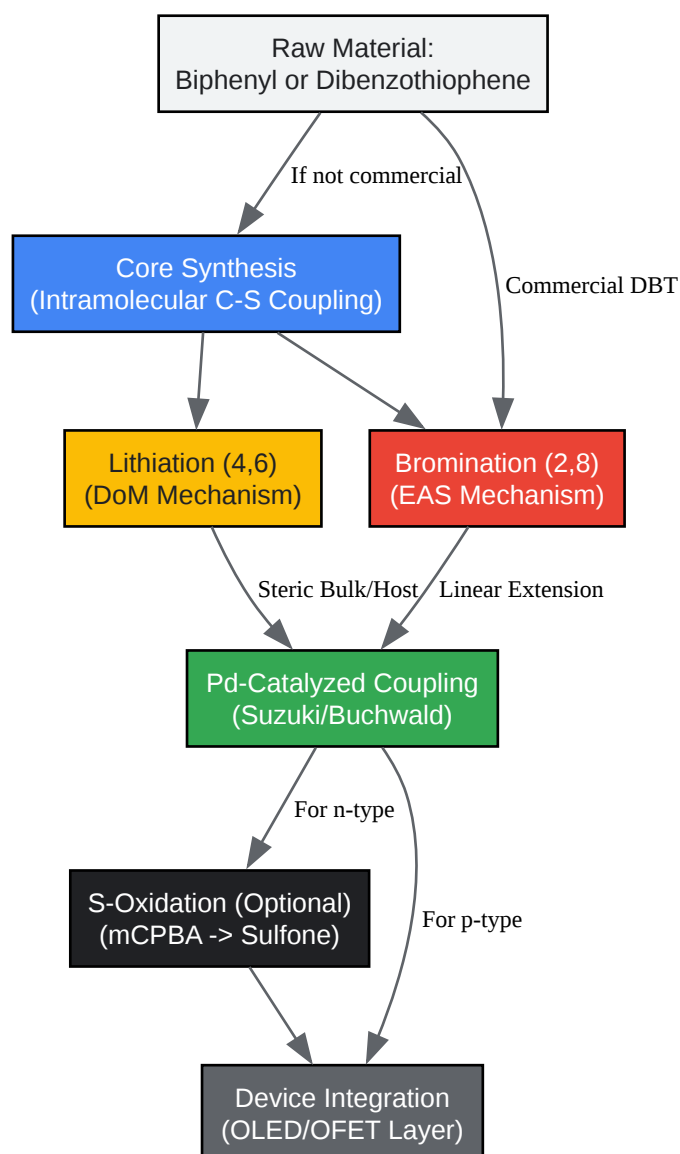 Raw Material:
Biphenyl or Dibenzothiophene
If not commercial
Core Synthesis
(Intramolecular C-S Coupling)
Commercial DBT
Lithiation (4,6)
(DoM Mechanism)
Bromination (2,8)
(EAS Mechanism)
Steric Bulk/Host
Linear Extension
Pd-Catalyzed Coupling
(Suzuki/Buchwald)
For n-type
S-Oxidation (Optional)
(mCPBA -> Sulfone)
For p-type
Device Integration
(OLED/OFET Layer)